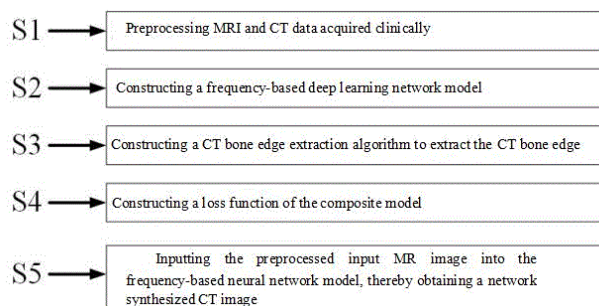 S1 Preprocessing MRI and CT data acquired clinically
S2 Constructing a frequency-based deep learning network model
S3 Constructing a CT bone edge extraction algorithm to extract the CT bone edge
S4 Constructing a loss function of the composite model
Inputting the preprocessed input MR image into the
S5 frequency-based neural network model, thereby obtaining a network
synthesized CT image